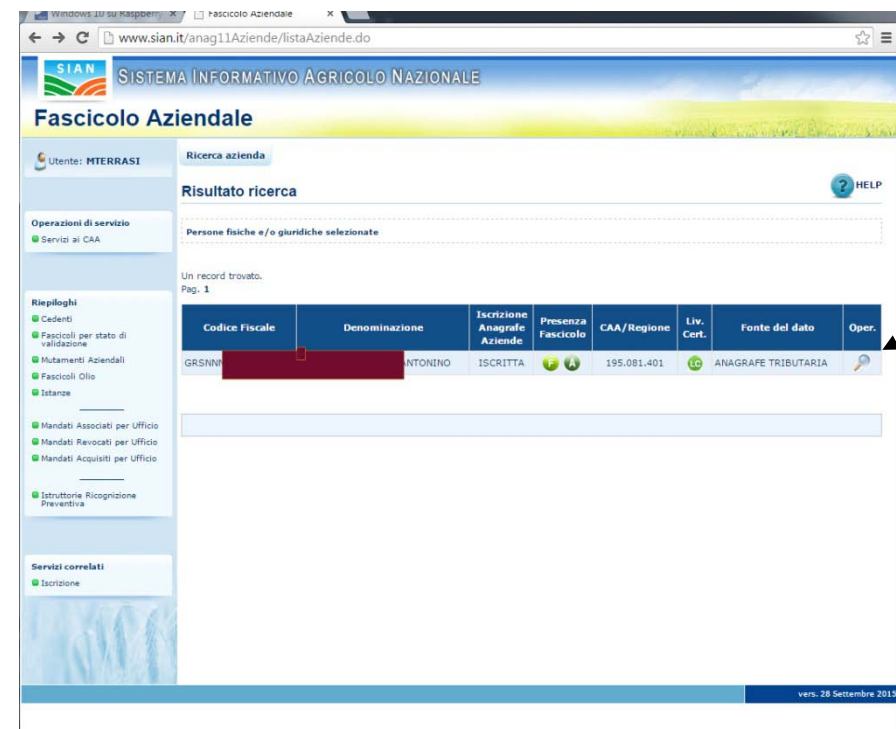 Windows 10 su Raspberry
Fascicolo Aziendale
www.sian.it/anag11Aziende/listaAziende.do
SIAN
SISTEMA INFORMATIVO AGRICOLO NAZIONALE
Fascicolo Aziendale
Utente: MTERRASI
Ricerca azienda
Risultato ricerca
HELP
Operazioni di servizio
Servizi ai CAA
Persone fisiche e/o giuridiche selezionate
Un record trovato.
Pag. 1
Riepiloghi
Cedenti
Fascicoli per stato di
validazione
Mutamenti Aziendali
Fascicoli Olio
Istanze
Mandati Associati per Ufficio
Mandati Revocati per Ufficio
Mandati Acquisiti per Ufficio
Istruttorie Ricognizione
Preventiva
Codice Fiscale Denominazione Iscrizione Anagrafe Aziende Presenza Fascicolo CAA/Regione Liv. Cert. Fonte del dato Oper.
ISCRITTA F A 195.081.401 LC ANAGRAFE TRIBUTARIA
Servizi correlati
Iscrizione
vers. 28 Settembre 2015